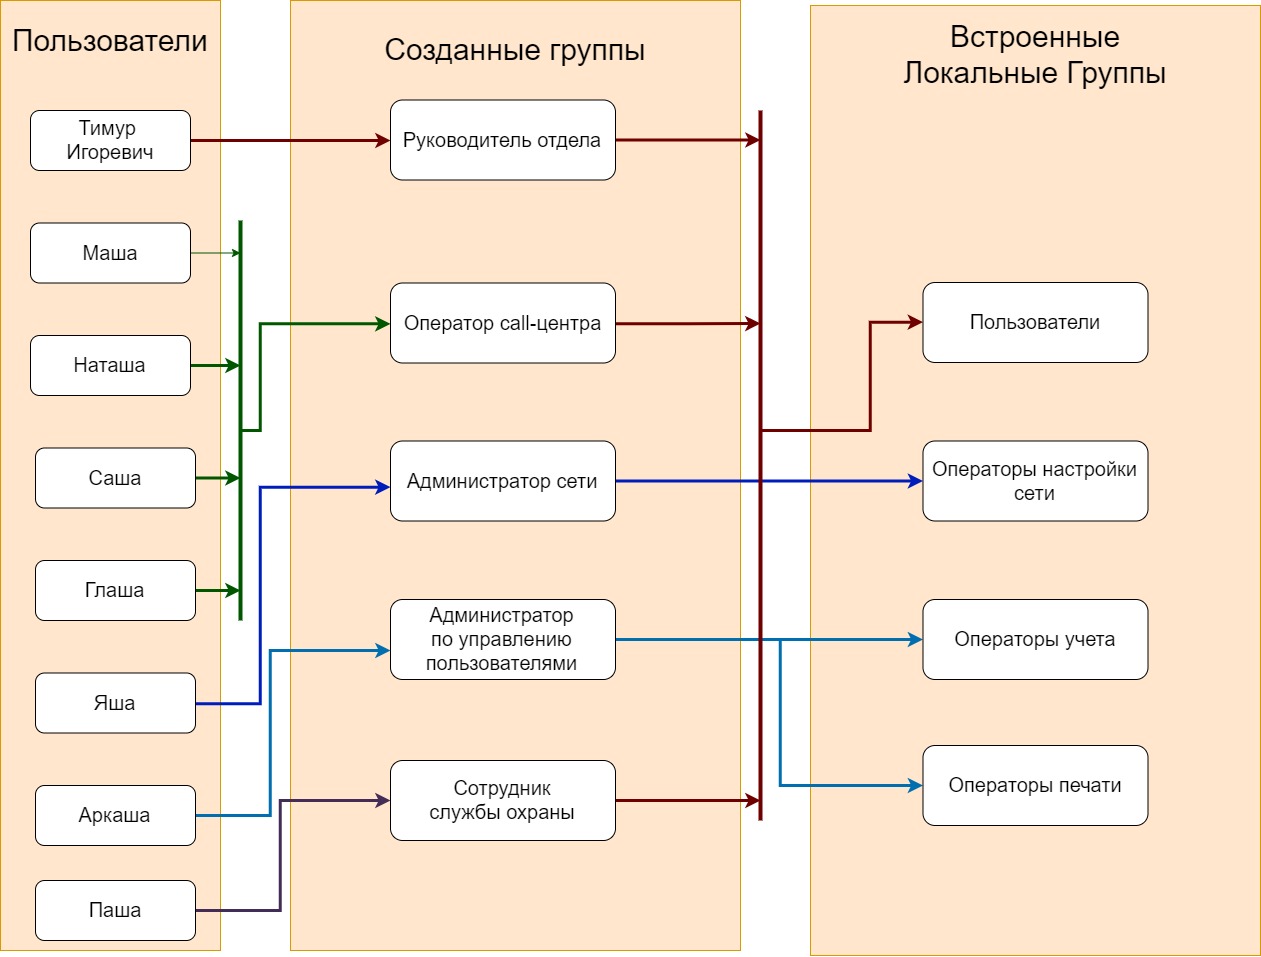 Пользователи
Тимур
Игоревич
Маша
Наташа
Саша
Глаша
Яша
Аркаша
Паша
Созданные группы
Руководитель отдела
Оператор call-центра
Администратор сети
Администратор
по управлению
пользователями
Сотрудник
службы охраны
Встроенные
Локальные Группы
Пользователи
Операторы настройки
сети
Операторы учета
Операторы печати